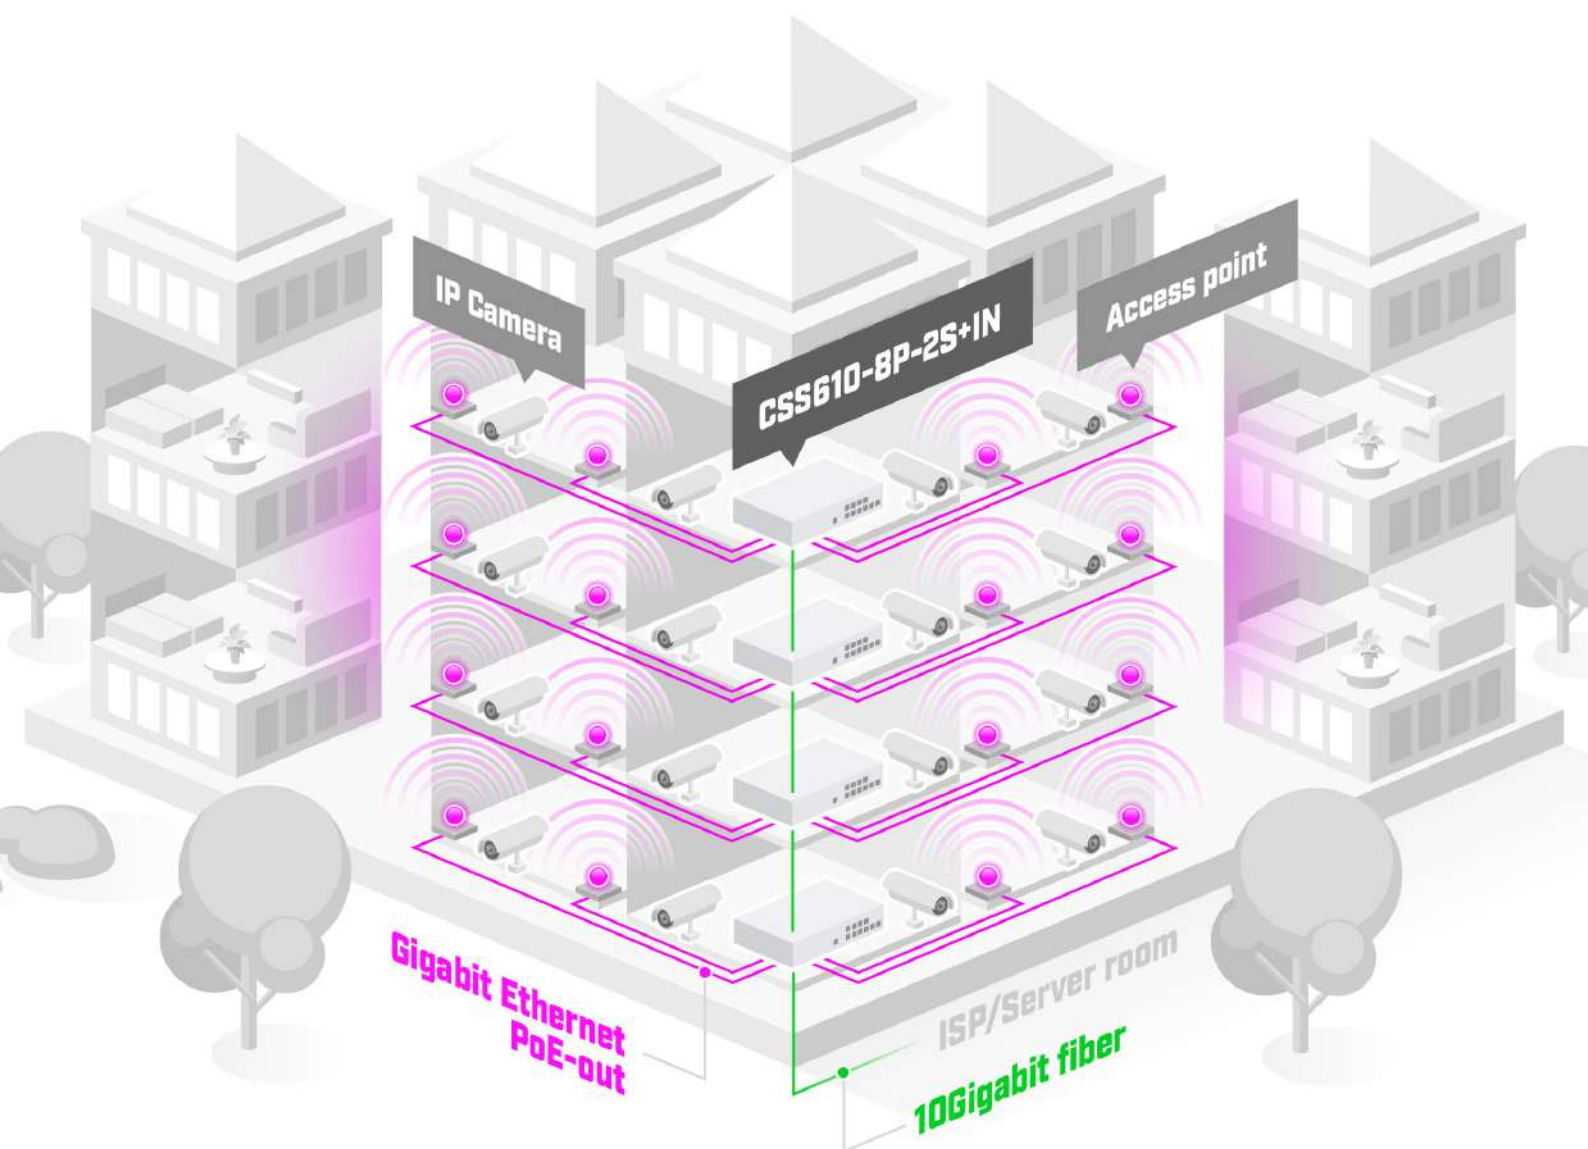 IP Camera
CSS610-8P-2S+IN
Access point
Gigabit Ethernet
PoE-out
ISP/Server room
10Gigabit fiber